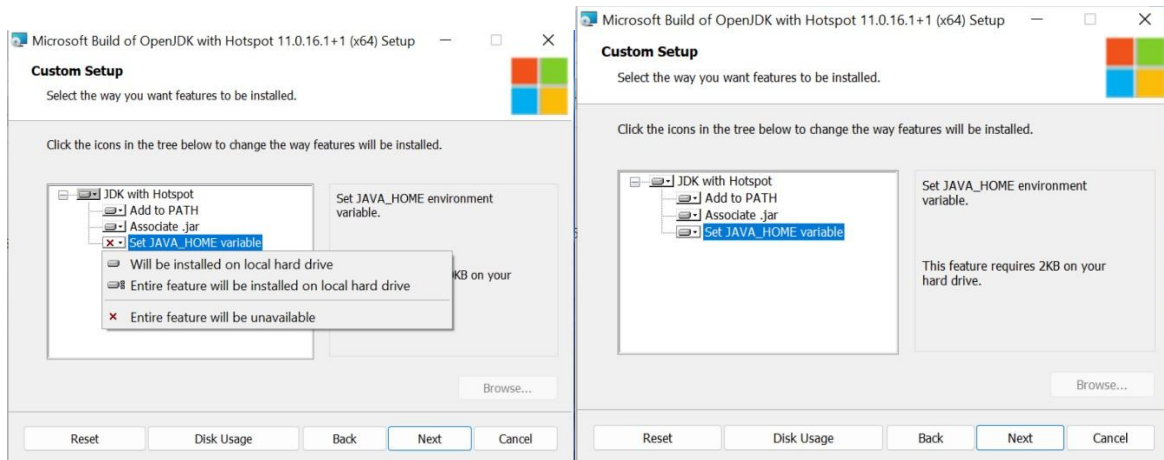 Microsoft Build of OpenJDK with Hotspot 11.0.16.1+1 (x64) Setup
Custom Setup
Select the way you want features to be installed.
Click the icons in the tree below to change the way features will be installed.
JDK with Hotspot
Add to PATH
Associate .jar
Set JAVA_HOME variable
Will be installed on local hard drive
Entire feature will be installed on local hard drive
Entire feature will be unavailable
Set JAVA_HOME environment
variable.
KB on your
Browse...
Reset Disk Usage Back Next Cancel
Microsoft Build of OpenJDK with Hotspot 11.0.16.1+1 (x64) Setup
Custom Setup
Select the way you want features to be installed.
Click the icons in the tree below to change the way features will be installed.
JDK with Hotspot
Add to PATH
Associate .jar
Set JAVA_HOME variable
Set JAVA_HOME environment
variable.
This feature requires 2KB on your
hard drive.
Browse...
Reset Disk Usage Back Next Cancel